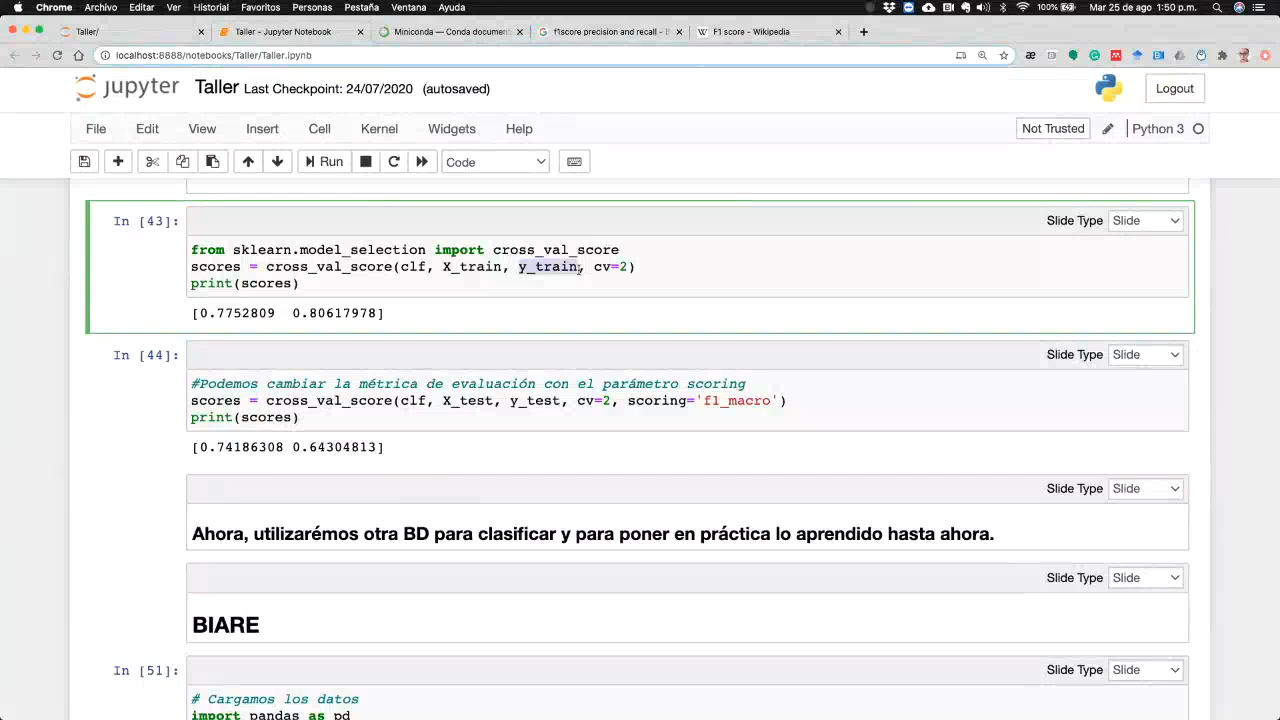 Chrome Archivo Editar Ver Historial Favoritos Personas Pestaña Ventana Ayuda 100% Mar 25 de ago 1:50 p.m.
Taller/ Taller - Jupyter Notebook Miniconda — Conda document f1score precision and recall - B F1 score - Wikipedia
localhost:8888/notebooks/Taller/Taller.ipynb
jupyter Taller Last Checkpoint: 24/07/2020 (autosaved) Logout
File Edit View Insert Cell Kernel Widgets Help Not Trusted Python 3
Run Code
In [43]: Slide Type Slide
from sklearn.model_selection import cross_val_score
scores = cross_val_score(clf, X_train, y_train, cv=2)
print(scores)
[0.7752809 0.80617978]
In [44]: Slide Type Slide
#Podemos cambiar la métrica de evaluación con el parámetro scoring
scores = cross_val_score(clf, X_test, y_test, cv=2, scoring='f1_macro')
print(scores)
[0.74186308 0.64304813]
Slide Type Slide
Ahora, utilizarémos otra BD para clasificar y para poner en práctica lo aprendido hasta ahora.
Slide Type Slide
BIARE
In [51]: Slide Type Slide
# Cargamos los datos
import pandas as pd